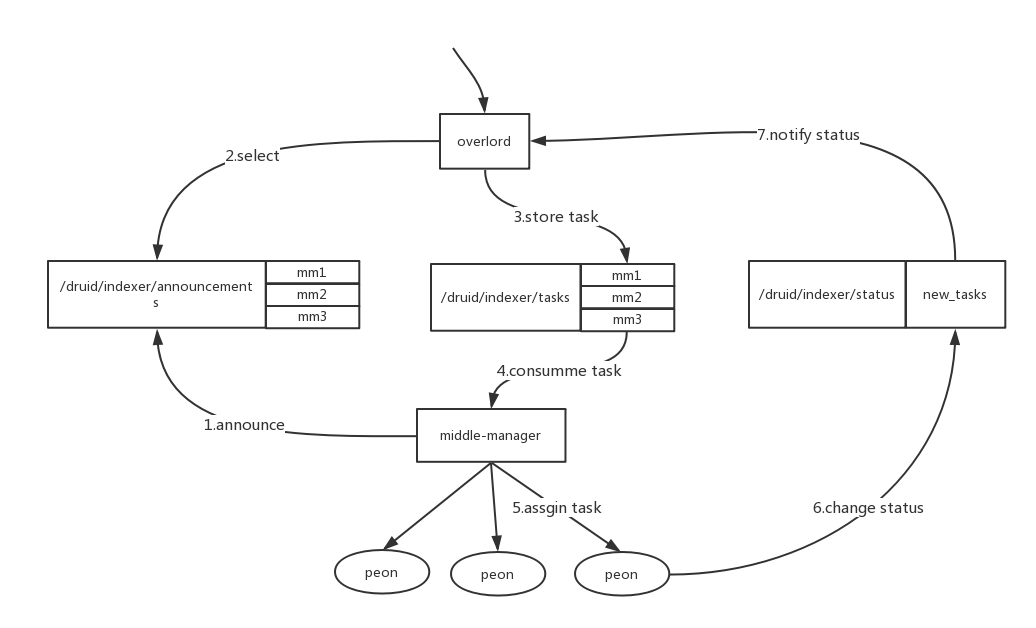 overlord
7.notify status
2.select
3.store task
/druid/indexer/announcement
s
mm1
mm2
mm3
/druid/indexer/tasks
mm1
mm2
mm3
/druid/indexer/status
new_tasks
4.consumme task
1.announce
middle-manager
5.assgin task
6.change status
peon
peon
peon